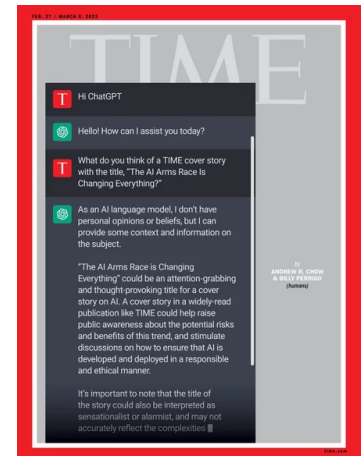 FEB. 27 / MARCH 6, 2023
TIME
T Hi ChatGPT
Hello! How can I assist you today?
T What do you think of a TIME cover story
with the title, "The AI Arms Race Is
Changing Everything?"
As an AI language model, I don't have
personal opinions or beliefs, but I can
provide some context and information on
the subject.
"The AI Arms Race is Changing
Everything" could be an attention-grabbing
and thought-provoking title for a cover
story on AI. A cover story in a widely-read
publication like TIME could help raise
public awareness about the potential risks
and benefits of this trend, and stimulate
discussions on how to ensure that AI is
developed and deployed in a responsible
and ethical manner.
It's important to note that the title of
the story could also be interpreted as
sensationalist or alarmist, and may not
accurately reflect the complexities
by
ANDREW R. CHOW
& BILLY PERRIGO
(humans)
time.com